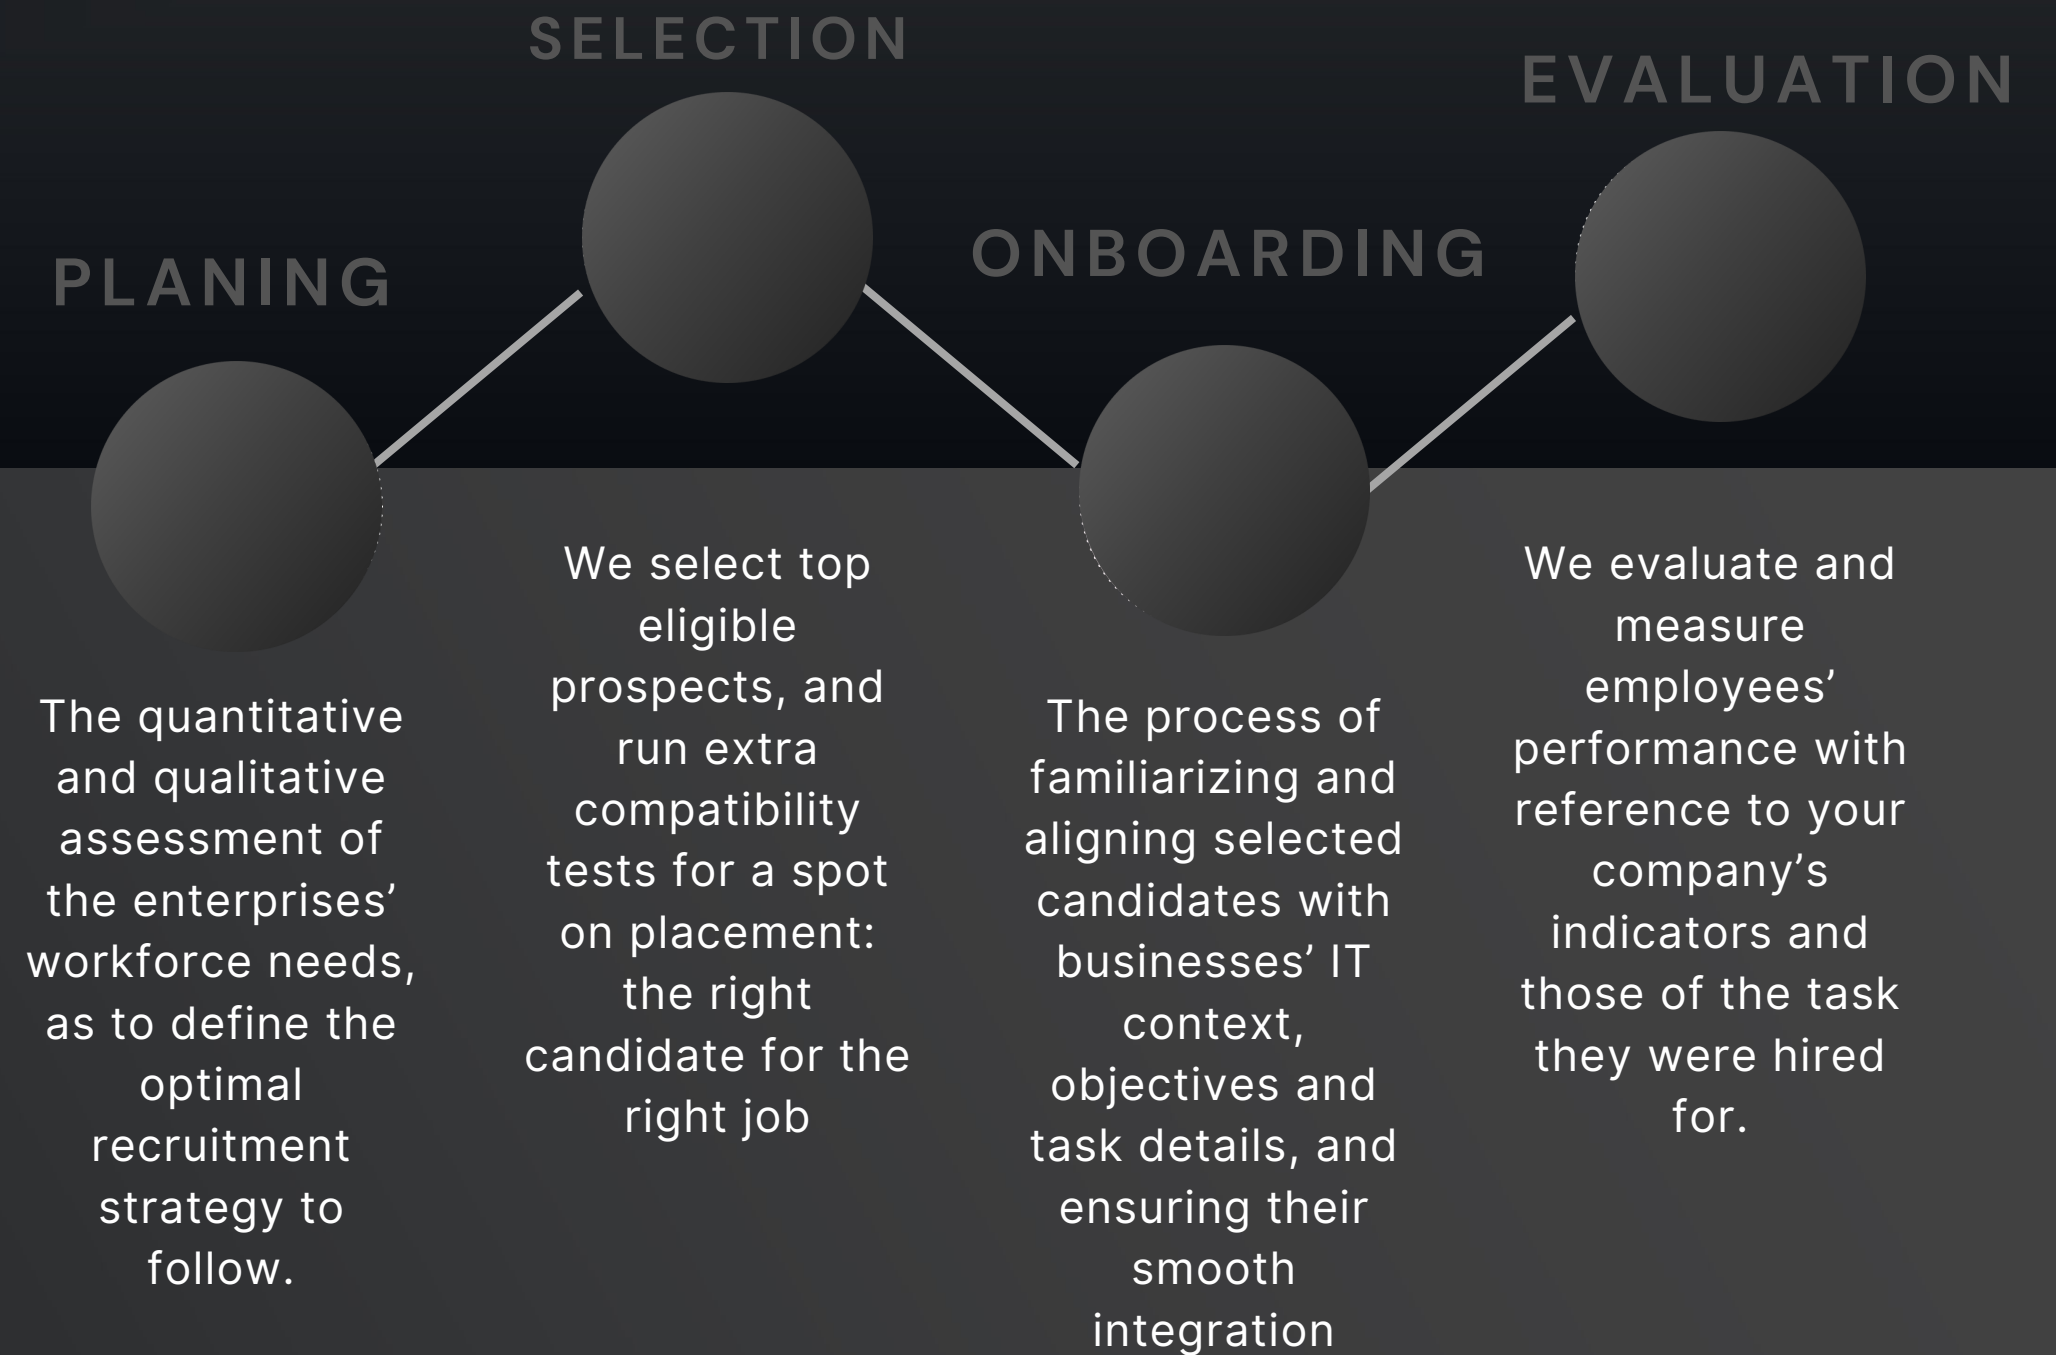 PLANING
The quantitative
and qualitative
assessment of
the enterprises’
workforce needs,
as to define the
optimal
recruitment
strategy to
follow.
SELECTION
We select top
eligible
prospects, and
run extra
compatibility
tests for a spot
on placement:
the right
candidate for the
right job
ONBOARDING
The process of
familiarizing and
aligning selected
candidates with
businesses’ IT
context,
objectives and
task details, and
ensuring their
smooth
integration
EVALUATION
We evaluate and
measure
employees’
performance with
reference to your
company’s
indicators and
those of the task
they were hired
for.